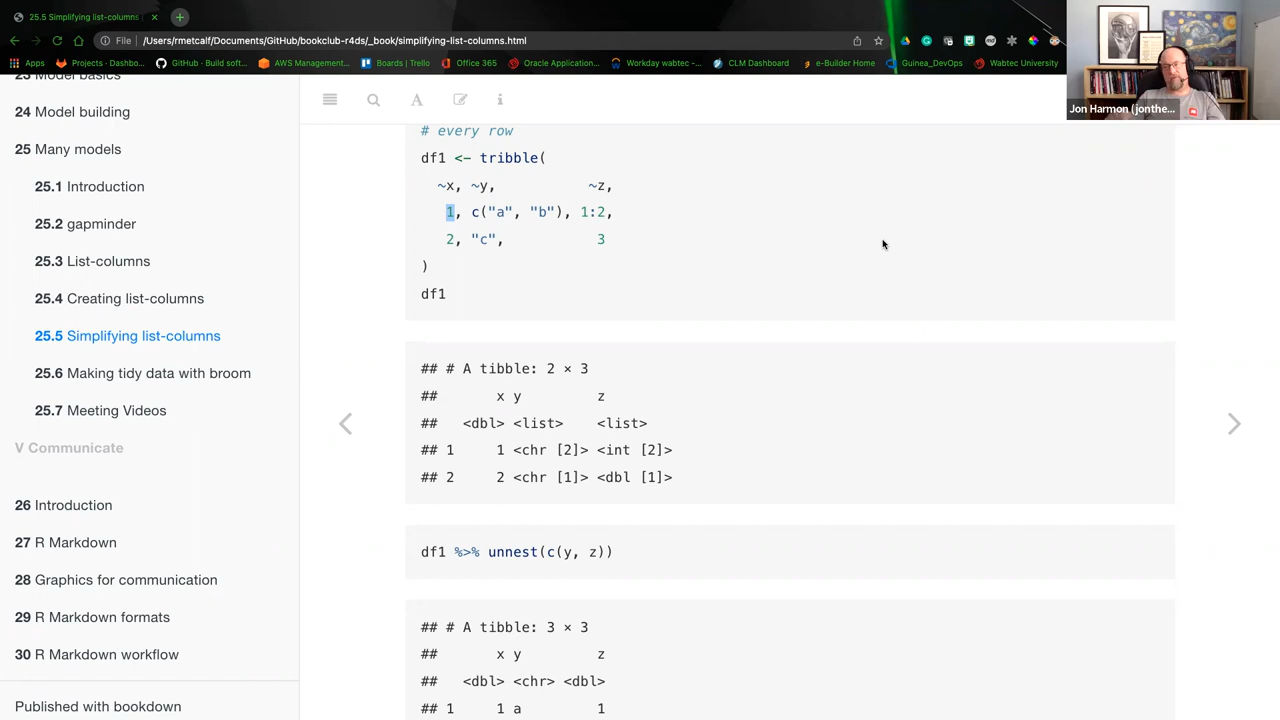 25.5 Simplifying list-columns
File /Users/rmetcalf/Documents/GitHub/bookclub-r4ds/_book/simplifying-list-columns.html
Apps Projects - Dashbo... GitHub · Build soft... AWS Management... Boards | Trello Office 365 Oracle Application... Workday wabtec -... CLM Dashboard e-Builder Home Guinea_DevOps Wabtec University
Jon Harmon (jonthe...
23 Model basics
24 Model building
25 Many models
25.1 Introduction
25.2 gapminder
25.3 List-columns
25.4 Creating list-columns
25.5 Simplifying list-columns
25.6 Making tidy data with broom
25.7 Meeting Videos
V Communicate
26 Introduction
27 R Markdown
28 Graphics for communication
29 R Markdown formats
30 R Markdown workflow
Published with bookdown
# every row
df1 <- tribble(
~x, ~y, ~z,
1, c("a", "b"), 1:2,
2, "c", 3
)
df1
## # A tibble: 2 × 3
## x y z
## <dbl> <list> <list>
## 1 1 <chr [2]> <int [2]>
## 2 2 <chr [1]> <dbl [1]>
df1 %>% unnest(c(y, z))
## # A tibble: 3 × 3
## x y z
## <dbl> <chr> <dbl>
## 1 1 a 1